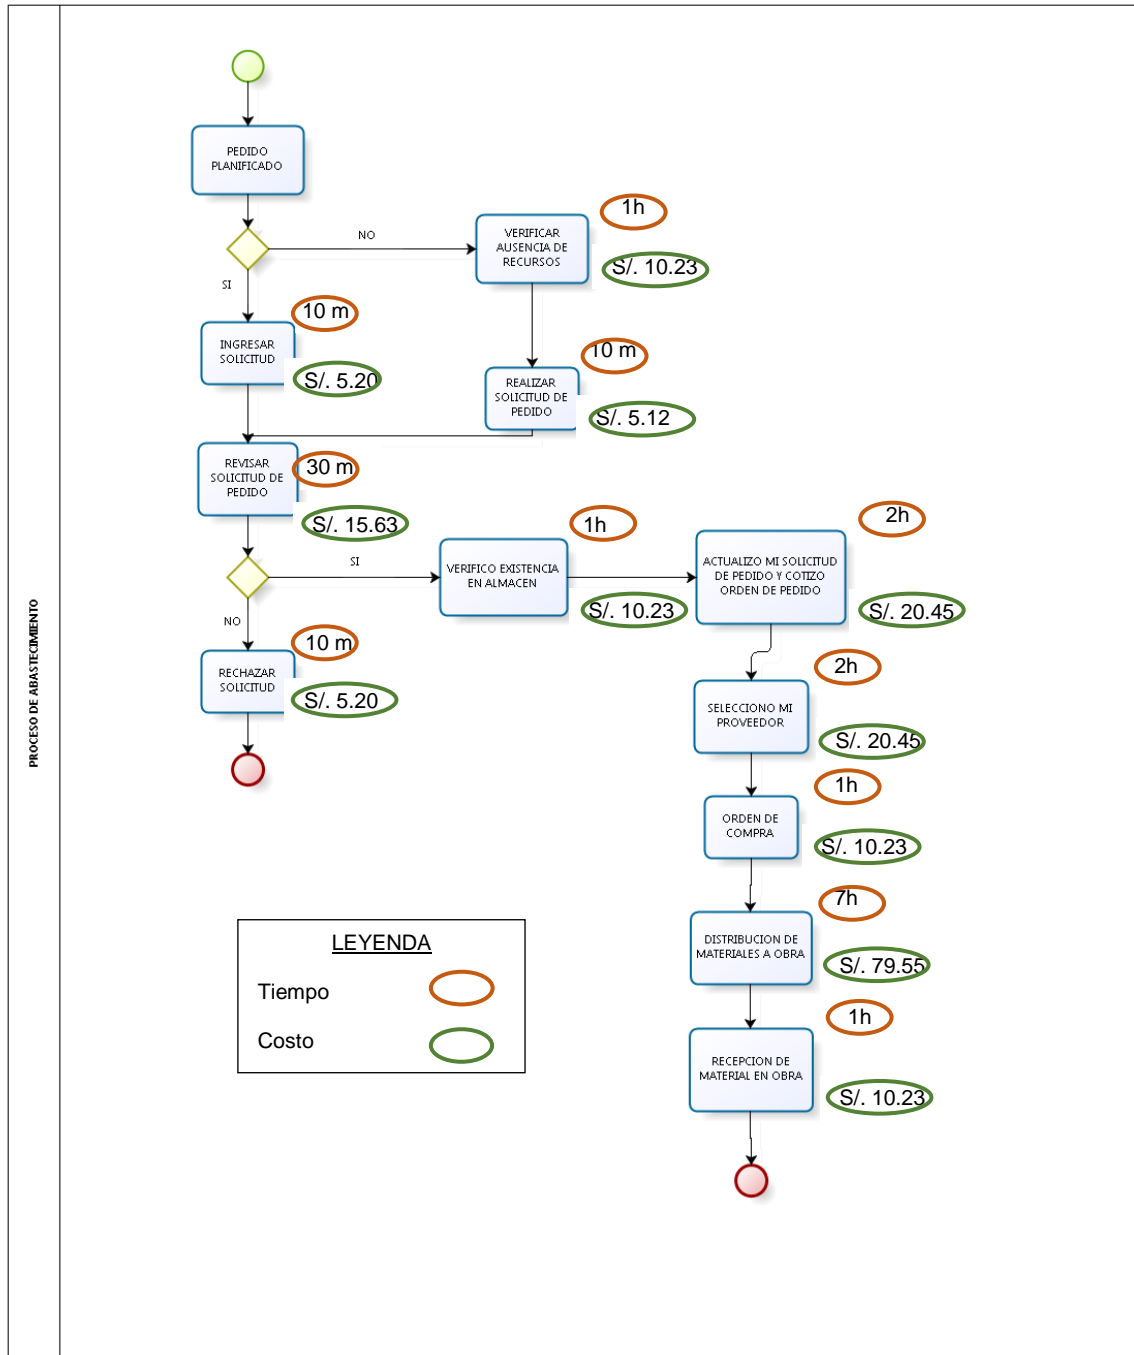 PROCESO DE ABASTECIMIENTO
PEDIDO
PLANIFICADO
NO
SI
VERIFICAR
AUSENCIA DE
RECURSOS
1h
S/. 10.23
INGRESAR
SOLICITUD
10 m
S/. 5.20
REALIZAR
SOLICITUD DE
PEDIDO
10 m
S/. 5.12
REVISAR
SOLICITUD DE
PEDIDO
30 m
S/. 15.63
SI
NO
VERIFICO EXISTENCIA
EN ALMACEN
1h
S/. 10.23
ACTUALIZO MI SOLICITUD
DE PEDIDO Y COTIZO
ORDEN DE PEDIDO
2h
S/. 20.45
RECHAZAR
SOLICITUD
10 m
S/. 5.20
SELECCIONO MI
PROVEEDOR
2h
S/. 20.45
ORDEN DE
COMPRA
1h
S/. 10.23
DISTRIBUCION DE
MATERIALES A OBRA
7h
S/. 79.55
RECEPCION DE
MATERIAL EN OBRA
1h
S/. 10.23
LEYENDA
Tiempo
Costo